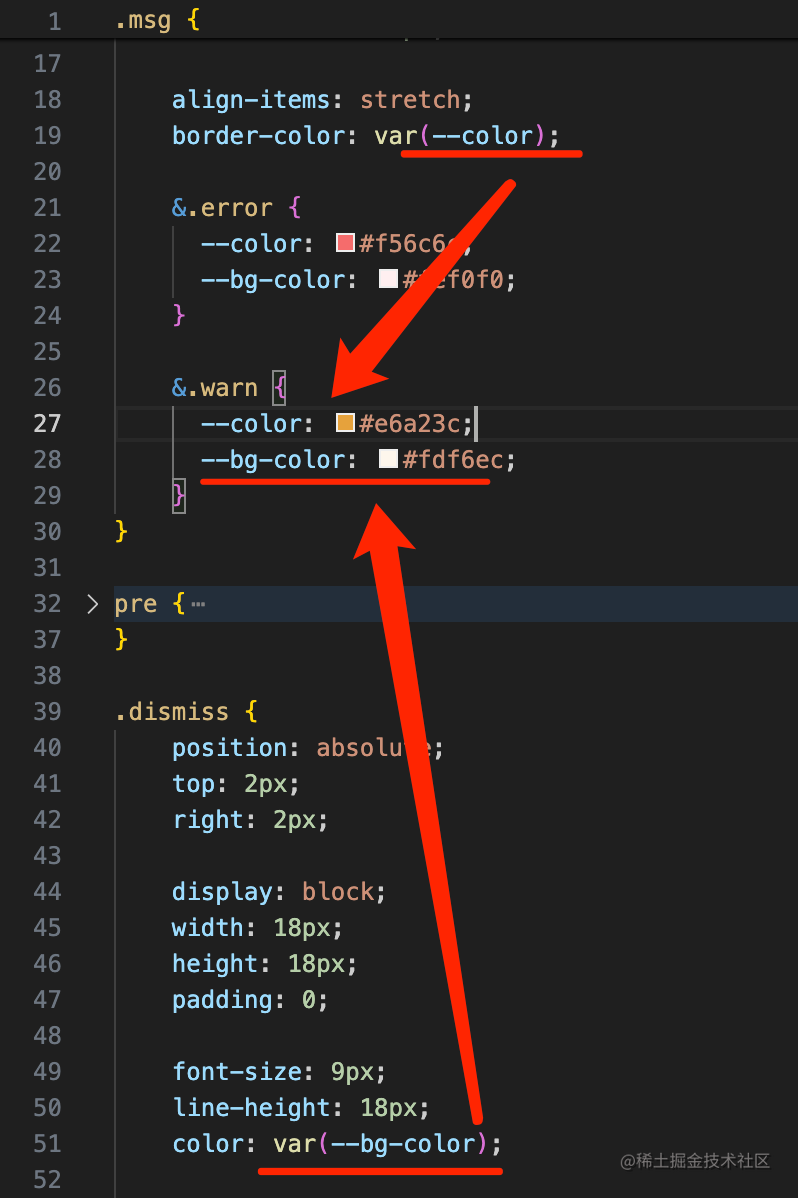 1 .msg {
17
18 align-items: stretch;
19 border-color: var(--color);
20
21 &.error {
22 --color: #f56c6
23 --bg-color: ef0f0;
24 }
25
26 &.warn {
27 --color: #e6a23c;
28 --bg-color: #fdf6ec;
29 }
30 }
31
32 > pre { ⋯
37 }
38
39 .dismiss {
40 position: absolute;
41 top: 2px;
42 right: 2px;
43
44 display: block;
45 width: 18px;
46 height: 18px;
47 padding: 0;
48
49 font-size: 9px;
50 line-height: 18px;
51 color: var(--bg-color);
52
@稀土掘金技术社区